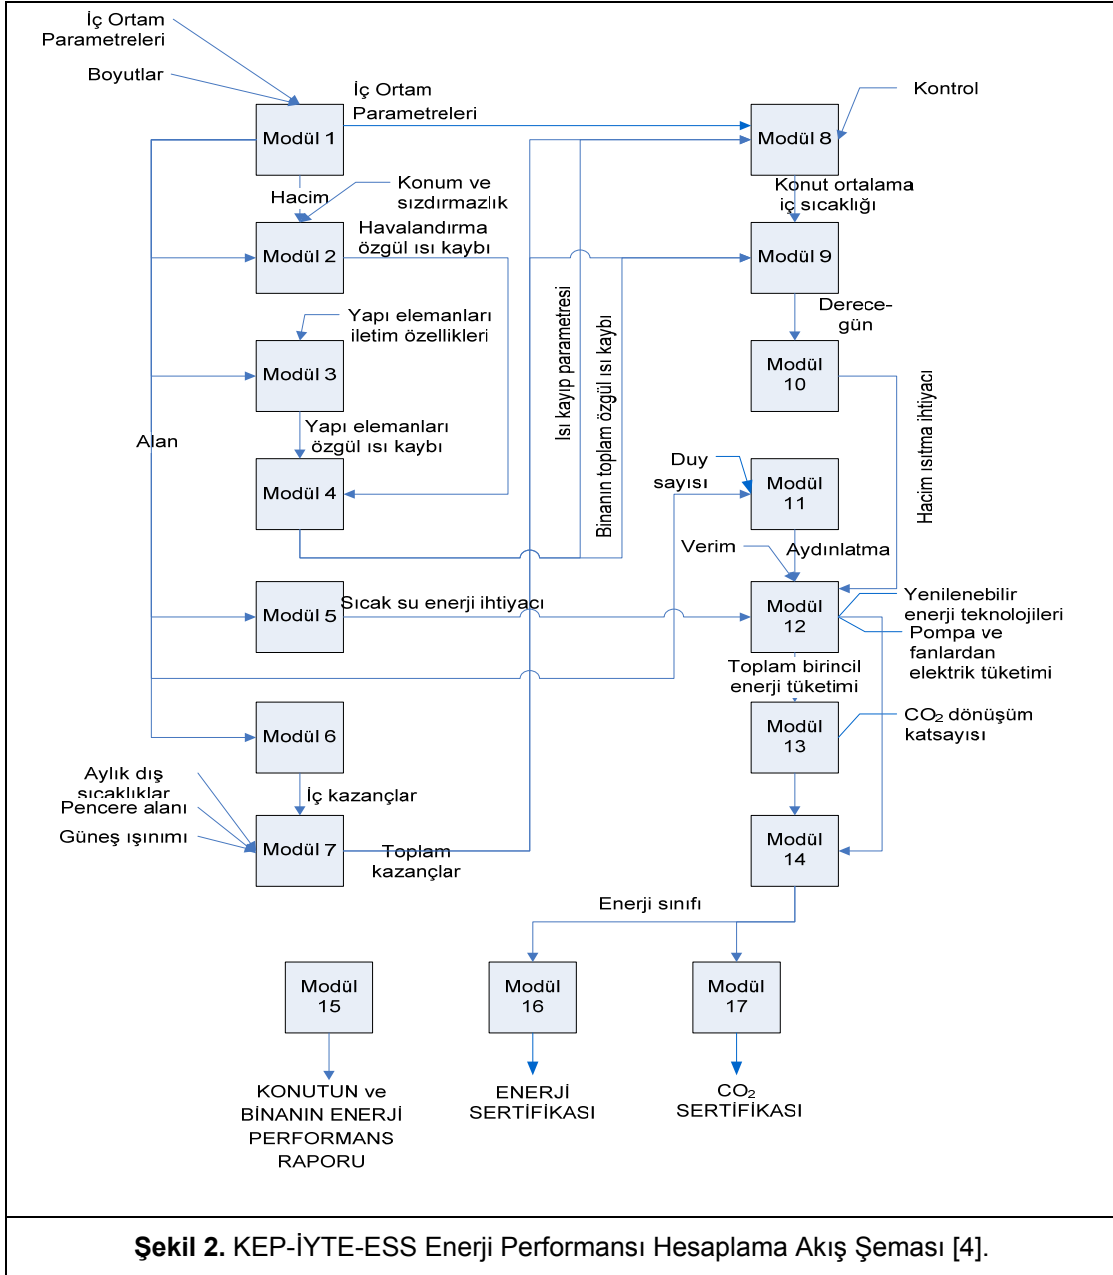 İç Ortam
Parametreleri
Boyutlar
İç Ortam
Parametreleri
Kontrol
Modül 1
Modül 8
Hacim
Konum ve
sızdırmazlık
Konut ortalama
iç sıcaklığı
Modül 2
Havalandırma
özgül ısı kaybı
Modül 9
Yapı elemanları
iletim özellikleri
Isı kayıp parametresi
Binanın toplam özgül ısı kaybı
Derece-
gün
Modül 3
Modül
10
Alan
Yapı elemanları
özgül ısı kaybı
Hacim ısıtma ihtiyacı
Modül 4
Duy
sayısı
Modül
11
Verim
Aydınlatma
Modül 5
Sıcak su enerji ihtiyacı
Modül
12
Yenilenebilir
enerji teknolojileri
Pompa ve
fanlardan
elektrik tüketimi
Toplam birincil
enerji tüketimi
Modül 6
Modül
13
CO₂ dönüşüm
katsayısı
Aylık dış
sıcaklıklar
Pencere alanı
Güneş ışınımı
İç kazançlar
Modül 7
Toplam
kazançlar
Modül
14
Enerji sınıfı
Modül
15
Modül
16
Modül
17
KONUTUN ve
BİNANIN ENERJİ
PERFORMANS
RAPORU
ENERJİ
SERTİFİKASI
CO₂
SERTİFİKASI
Şekil 2. KEP-İYTE-ESS Enerji Performansı Hesaplama Akış Şeması [4].